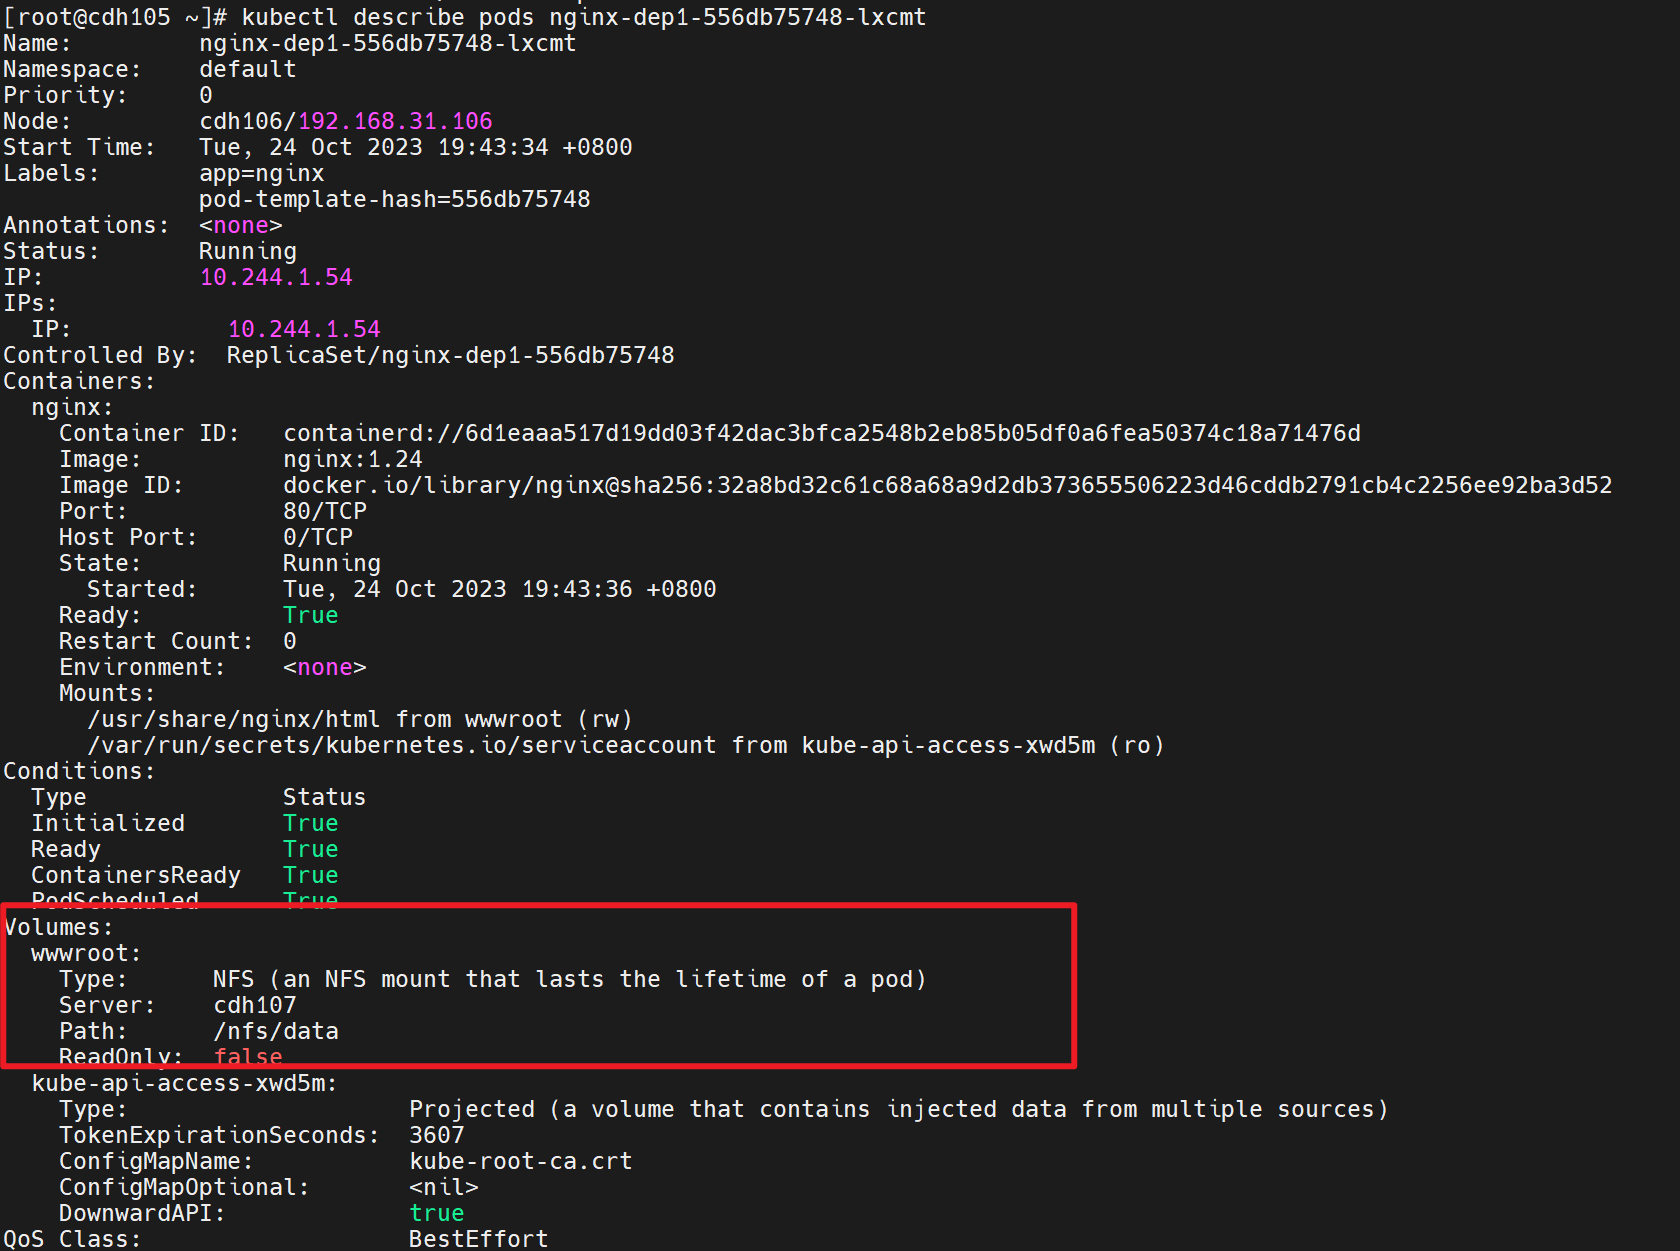 [root@cdh105 ~]# kubectl describe pods nginx-dep1-556db75748-lxcmt
Name:         nginx-dep1-556db75748-lxcmt
Namespace:    default
Priority:     0
Node:         cdh106/192.168.31.106
Start Time:   Tue, 24 Oct 2023 19:43:34 +0800
Labels:       app=nginx
              pod-template-hash=556db75748
Annotations:  <none>
Status:       Running
IP:           10.244.1.54
IPs:
  IP:           10.244.1.54
Controlled By:  ReplicaSet/nginx-dep1-556db75748
Containers:
  nginx:
    Container ID:   containerd://6d1eaaa517d19dd03f42dac3bfca2548b2eb85b05df0a6fea50374c18a71476d
    Image:          nginx:1.24
    Image ID:       docker.io/library/nginx@sha256:32a8bd32c61c68a68a9d2db373655506223d46cddb2791cb4c2256ee92ba3d52
    Port:           80/TCP
    Host Port:      0/TCP
    State:          Running
      Started:      Tue, 24 Oct 2023 19:43:36 +0800
    Ready:          True
    Restart Count:  0
    Environment:    <none>
    Mounts:
      /usr/share/nginx/html from wwwroot (rw)
      /var/run/secrets/kubernetes.io/serviceaccount from kube-api-access-xwd5m (ro)
Conditions:
  Type              Status
  Initialized       True
  Ready             True
  ContainersReady   True
  PodScheduled      True
Volumes:
  wwwroot:
    Type:      NFS (an NFS mount that lasts the lifetime of a pod)
    Server:    cdh107
    Path:      /nfs/data
    ReadOnly:  false
  kube-api-access-xwd5m:
    Type:                    Projected (a volume that contains injected data from multiple sources)
    TokenExpirationSeconds:  3607
    ConfigMapName:           kube-root-ca.crt
    ConfigMapOptional:       <nil>
    DownwardAPI:             true
QoS Class:                   BestEffort